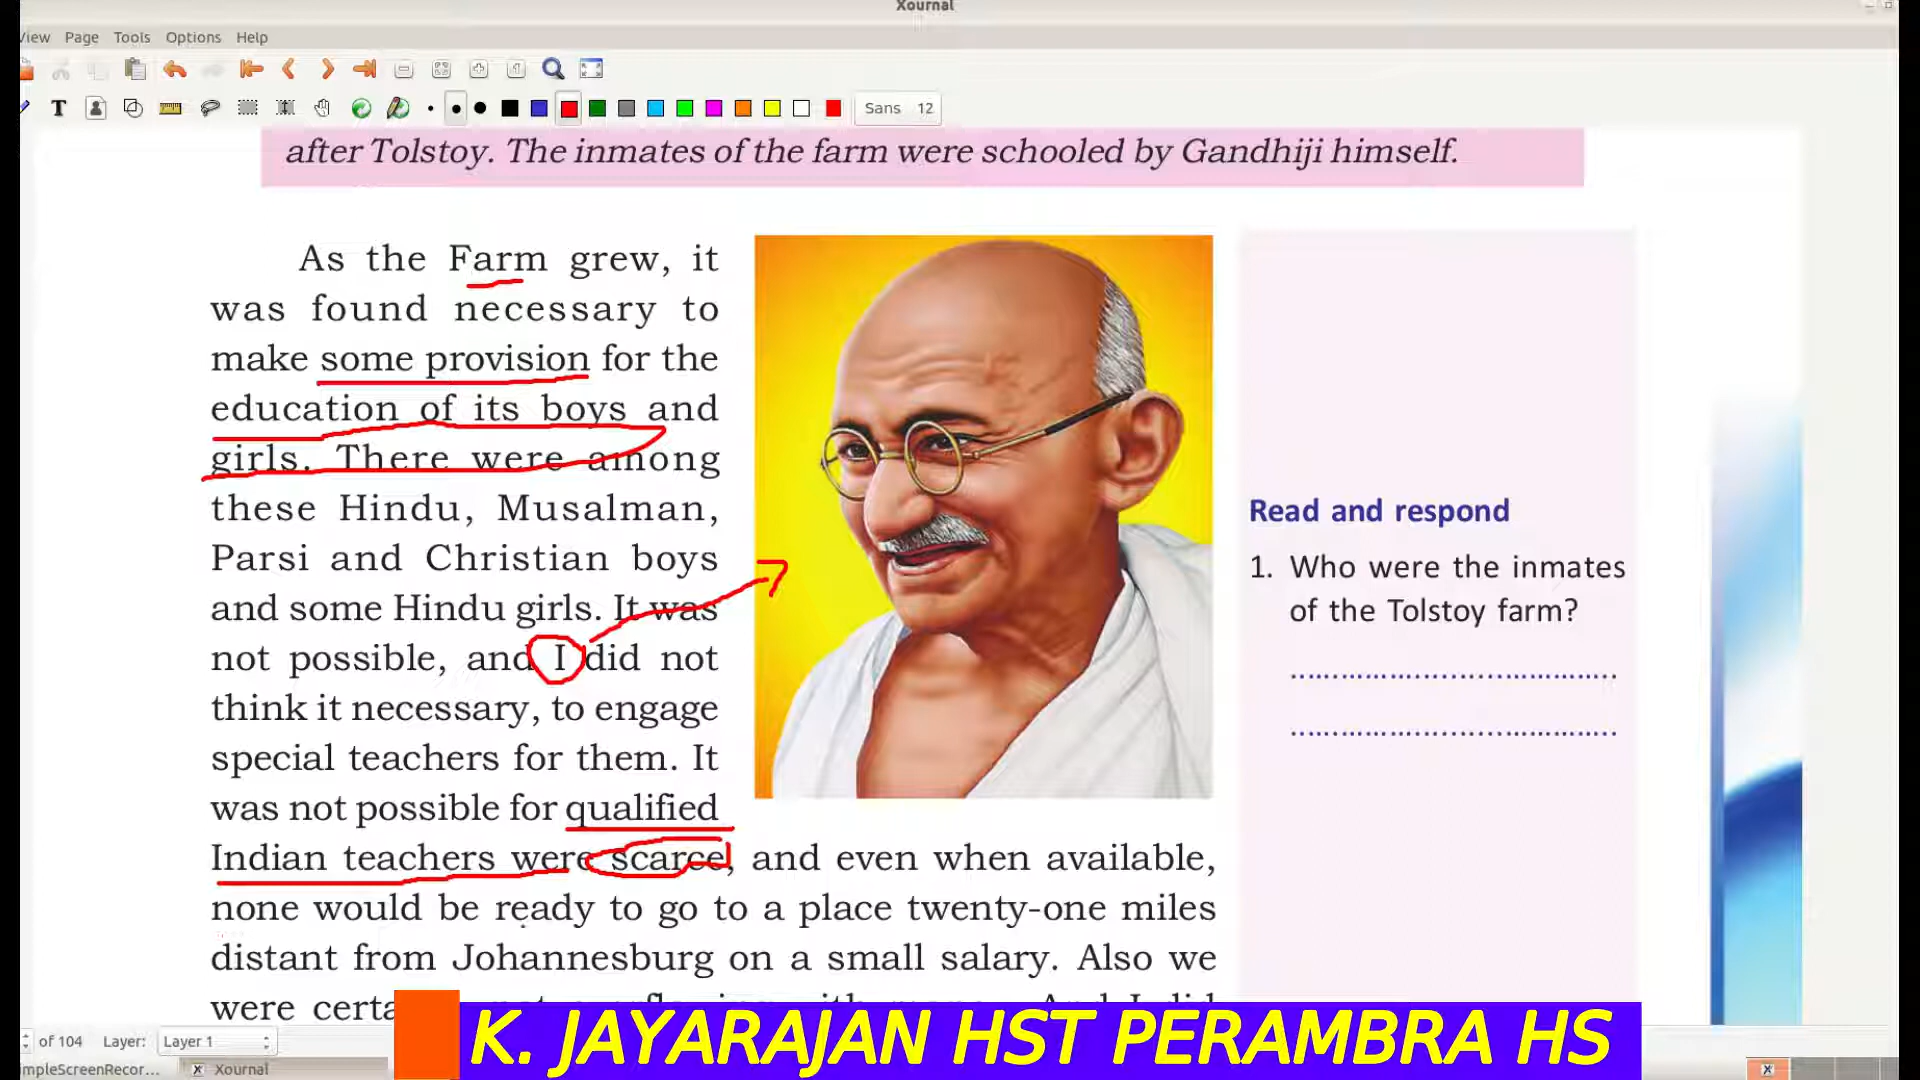 Xournal
View Page Tools Options Help
T Sans 12
after Tolstoy. The inmates of the farm were schooled by Gandhiji himself.
As the Farm grew, it
was found necessary to
make some provision for the
education of its boys and
girls. There were among
these Hindu, Musalman,
Parsi and Christian boys
and some Hindu girls. It was
not possible, and I did not
think it necessary, to engage
special teachers for them. It
was not possible for qualified
Indian teachers were scarce, and even when available,
none would be ready to go to a place twenty-one miles
distant from Johannesburg on a small salary. Also we
were
Read and respond
1. Who were the inmates
of the Tolstoy farm?
K. JAYARAJAN HST PERAMBRA HS
of 104 Layer: Layer 1
mpleScreenRecor... Xournal